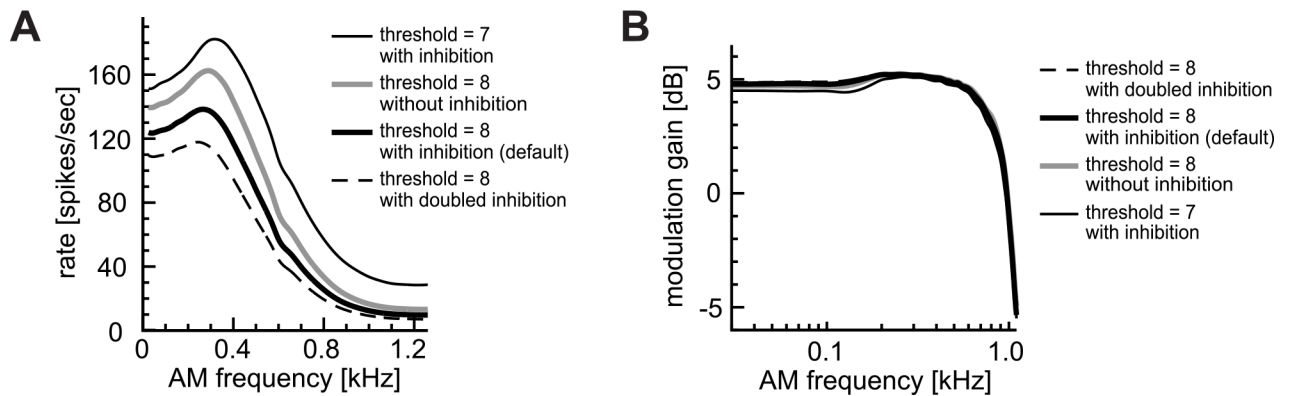 A
rate [spikes/sec]
160
120
80
40
0
0
0.4
0.8
1.2
AM frequency [kHz]
threshold = 7
with inhibition
threshold = 8
without inhibition
threshold = 8
with inhibition (default)
threshold = 8
with doubled inhibition
B
modulation gain [dB]
5
0
-5
0.1
1.0
AM frequency [kHz]
threshold = 8
with doubled inhibition
threshold = 8
with inhibition (default)
threshold = 8
without inhibition
threshold = 7
with inhibition